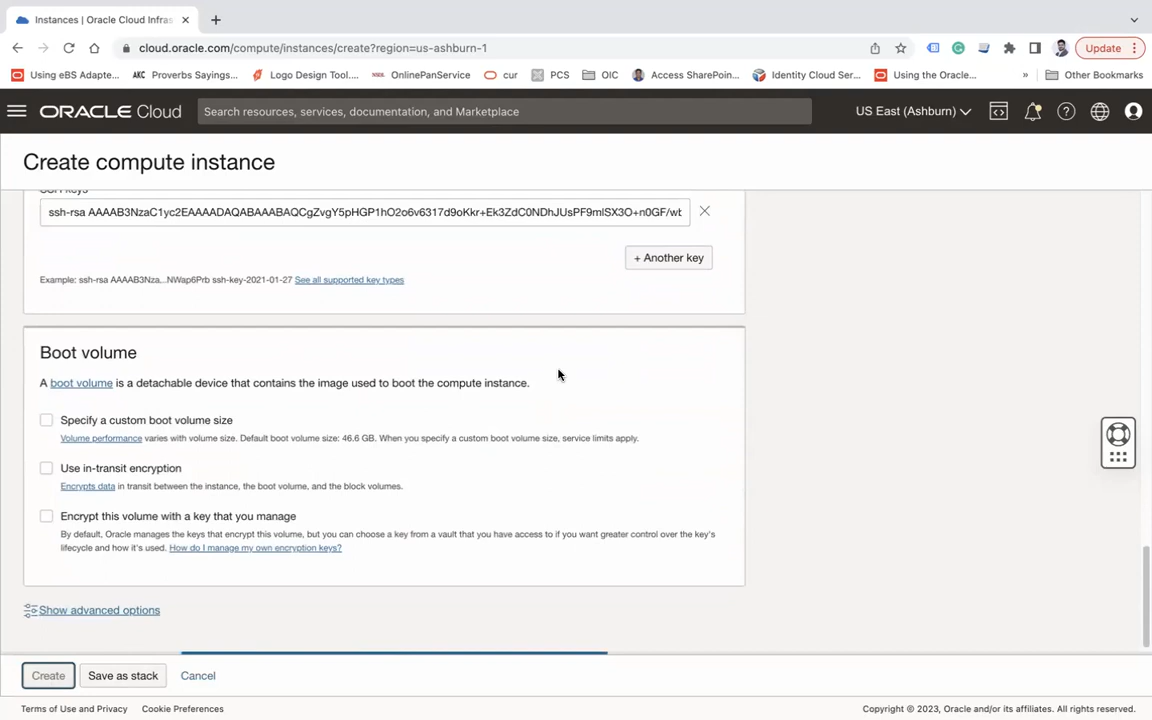 Instances | Oracle Cloud Infras
cloud.oracle.com/compute/instances/create?region=us-ashburn-1
Update
Using eBS Adapte...
AKC Proverbs Sayings...
Logo Design Tool....
OnlinePanService
cur
PCS
OIC
Access SharePoin...
Identity Cloud Ser...
Using the Oracle...
»
Other Bookmarks
ORACLE Cloud
Search resources, services, documentation, and Marketplace
US East (Ashburn)
Create compute instance
SSH keys
ssh-rsa
+ Another key
Example: ssh-rsa AAAAB3Nza,..NWap6Prb ssh-key-2021-01-27 See all supported key types
Boot volume
A boot volume is a detachable device that contains the image used to boot the compute instance.
Specify a custom boot volume size
Volume performance varies with volume size. Default boot volume size: 46.6 GB. When you specify a custom boot volume size, service limits apply.
Use in-transit encryption
Encrypts data in transit between the instance, the boot volume, and the block volumes.
Encrypt this volume with a key that you manage
By default, Oracle manages the keys that encrypt this volume, but you can choose a key from a vault that you have access to if you want greater control over the key's
lifecycle and how it's used. How do I manage my own encryption keys?
Show advanced options
Create
Save as stack
Cancel
Terms of Use and Privacy
Cookie Preferences
Copyright © 2023, Oracle and/or its affiliates. All rights reserved.